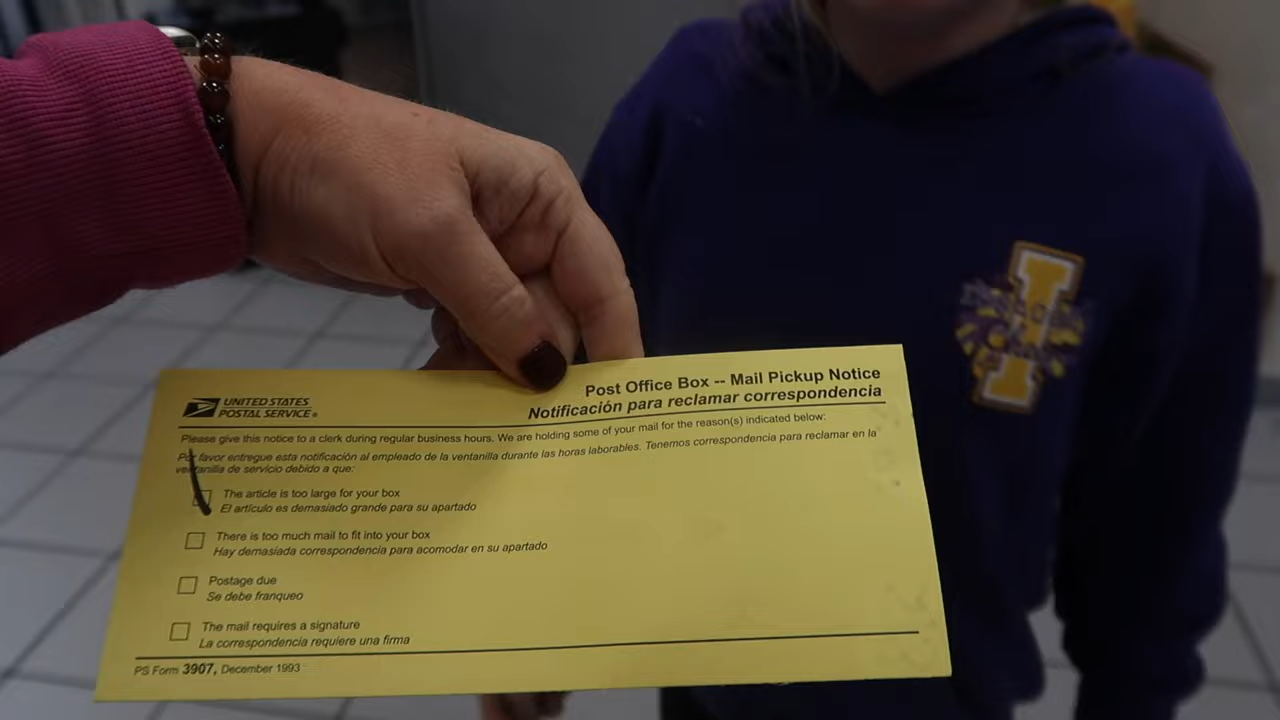 UNITED STATES
POSTAL SERVICE®
Post Office Box -- Mail Pickup Notice
Notificación para reclamar correspondencia
Please give this notice to a clerk during regular business hours. We are holding some of your mail for the reason(s) indicated below:
Por favor entregue esta notificación al empleado de la ventanilla durante las horas laborables. Tenemos correspondencia para reclamar en la
ventanilla de servicio debido a que:
The article is too large for your box
El artículo es demasiado grande para su apartado
There is too much mail to fit into your box
Hay demasiada correspondencia para acomodar en su apartado
Postage due
Se debe franqueo
The mail requires a signature
La correspondencia requiere una firma
PS Form 3907, December 1993
I